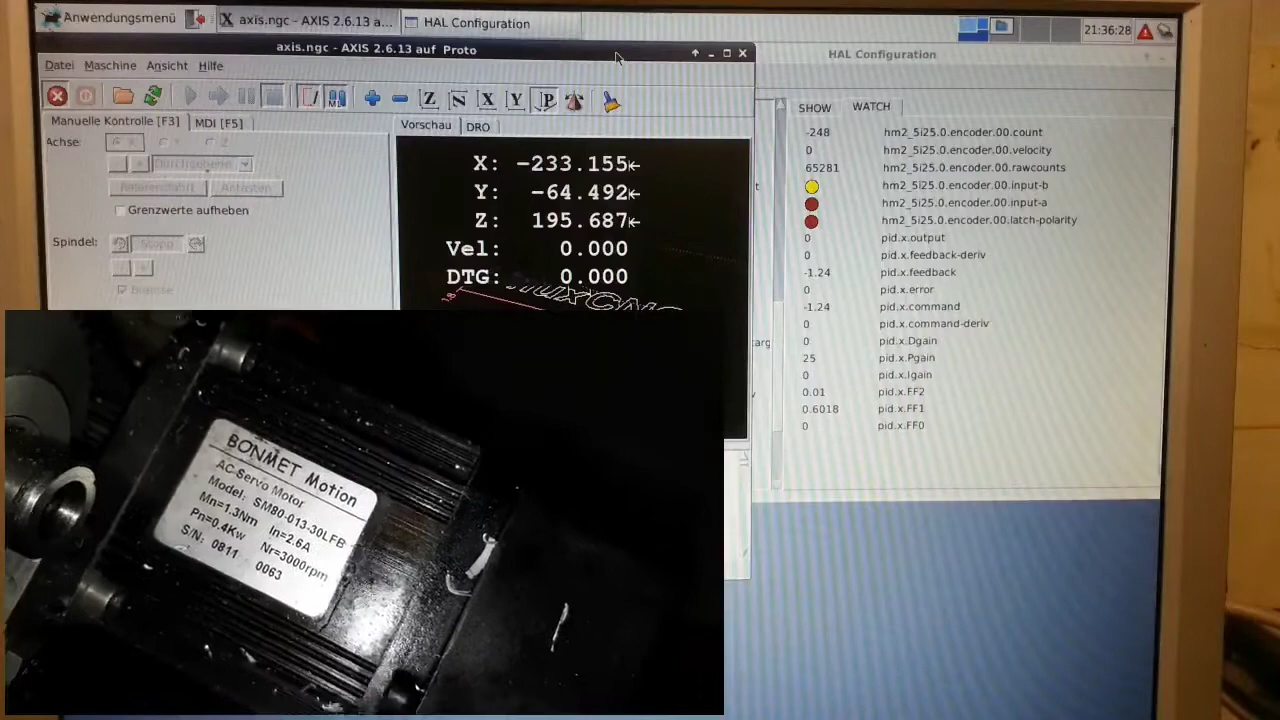 Anwendungsmenü
axis.ngc - AXIS 2.6.13 a...
HAL Configuration
21:36:28
axis.ngc - AXIS 2.6.13 auf Proto
HAL Configuration
Datei Maschine Ansicht Hilfe
Z N X Y P
Manuelle Kontrolle [F3] MDI [F5]
Vorschau DRO
SHOW WATCH
Achse:
Durchgehend
Referenzfahrt Antasten
Grenzwerte aufheben
Spindel:
Stopp
Bremse
X: -233.155
Y: -64.492
Z: 195.687
Vel: 0.000
DTG: 0.000
-248 hm2_5i25.0.encoder.00.count
0 hm2_5i25.0.encoder.00.velocity
65281 hm2_5i25.0.encoder.00.rawcounts
hm2_5i25.0.encoder.00.input-b
hm2_5i25.0.encoder.00.input-a
hm2_5i25.0.encoder.00.latch-polarity
0 pid.x.output
0 pid.x.feedback-deriv
-1.24 pid.x.feedback
0 pid.x.error
-1.24 pid.x.command
0 pid.x.command-deriv
0 pid.x.Dgain
25 pid.x.Pgain
0 pid.x.Igain
0.01 pid.x.FF2
0.6018 pid.x.FF1
0 pid.x.FF0
BONMET Motion
AC Servo Motor
Model: SM80-013-30LFB
Mn=1.3Nm In=2.6A
Pn=0.4Kw Nr=3000rpm
S/N: 0811 0063